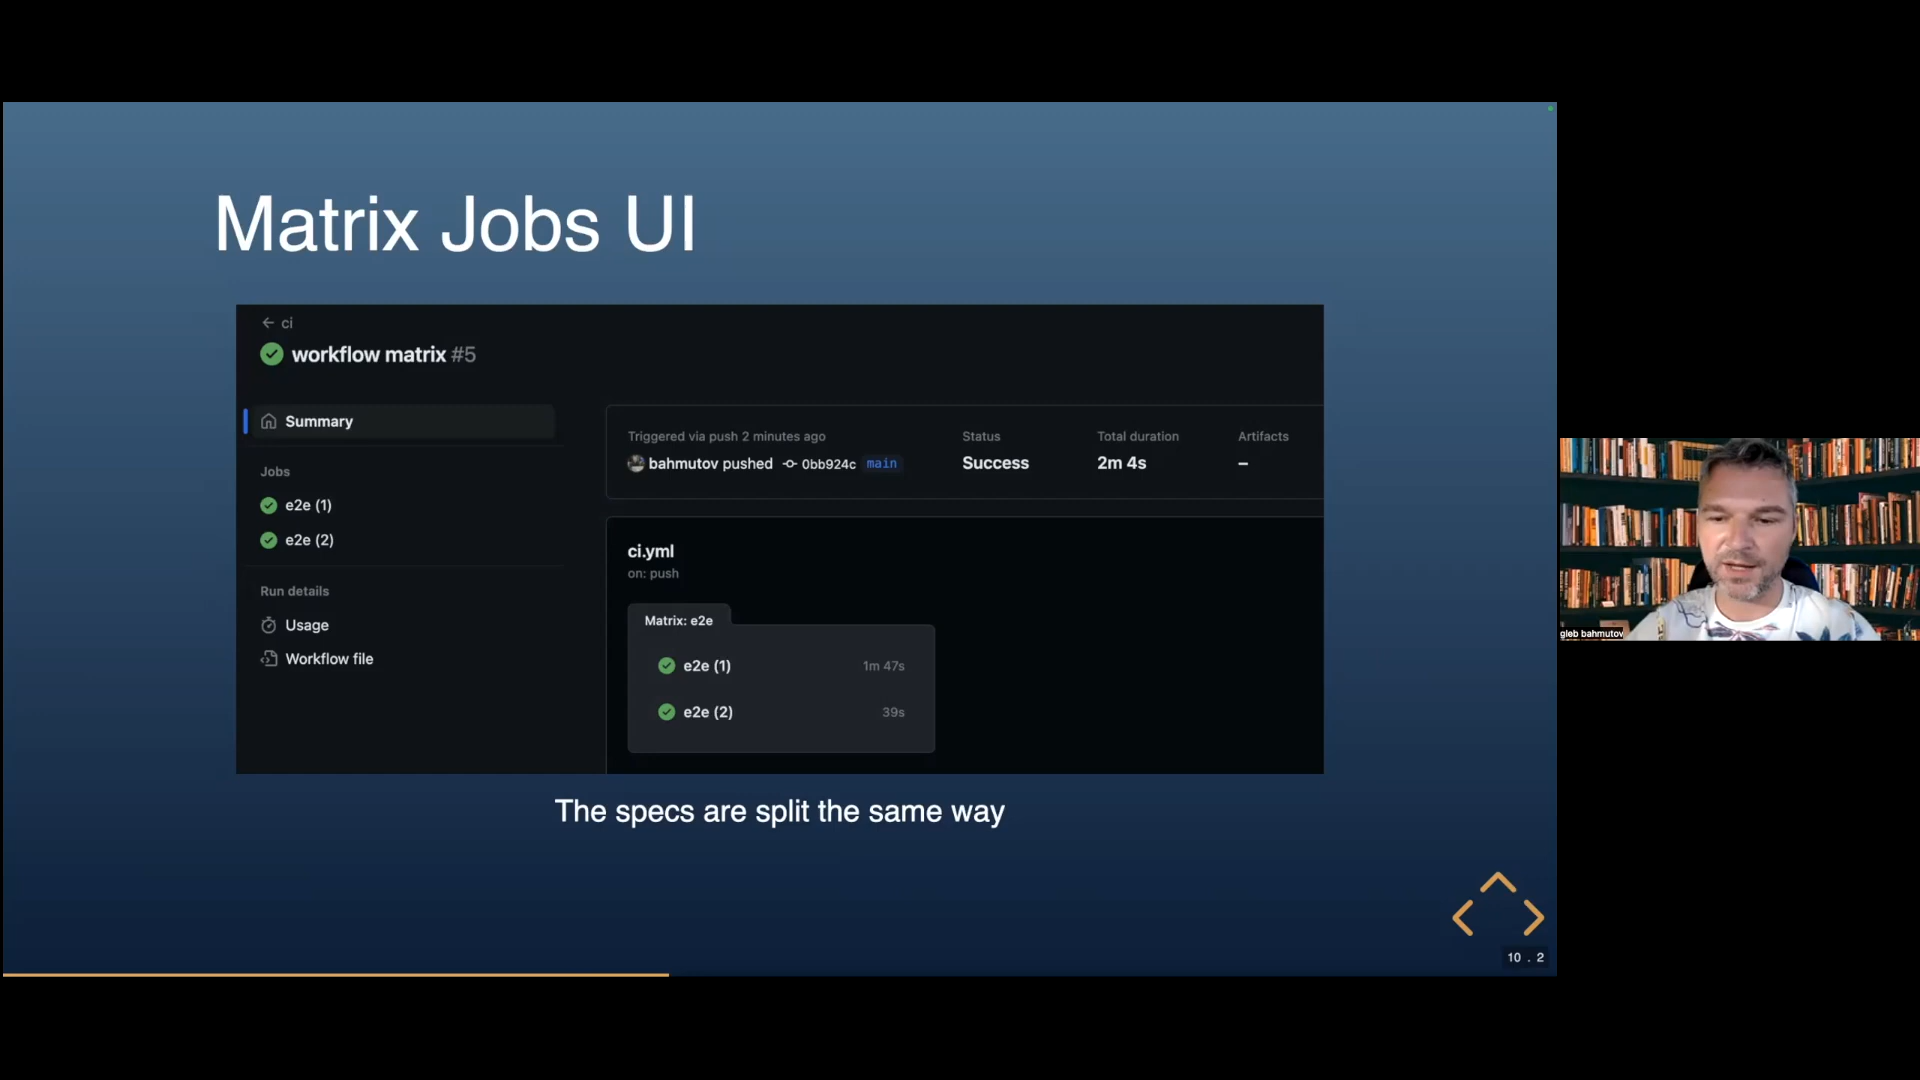 Matrix Jobs UI
← ci
workflow matrix #5
Summary
Jobs
e2e (1)
e2e (2)
Run details
Usage
Workflow file
Triggered via push 2 minutes ago
bahmutov pushed 0bb924c main
Status
Success
Total duration
2m 4s
Artifacts
–
ci.yml
on: push
Matrix: e2e
e2e (1) 1m 47s
e2e (2) 39s
The specs are split the same way
10 . 2
gleb bahmutov